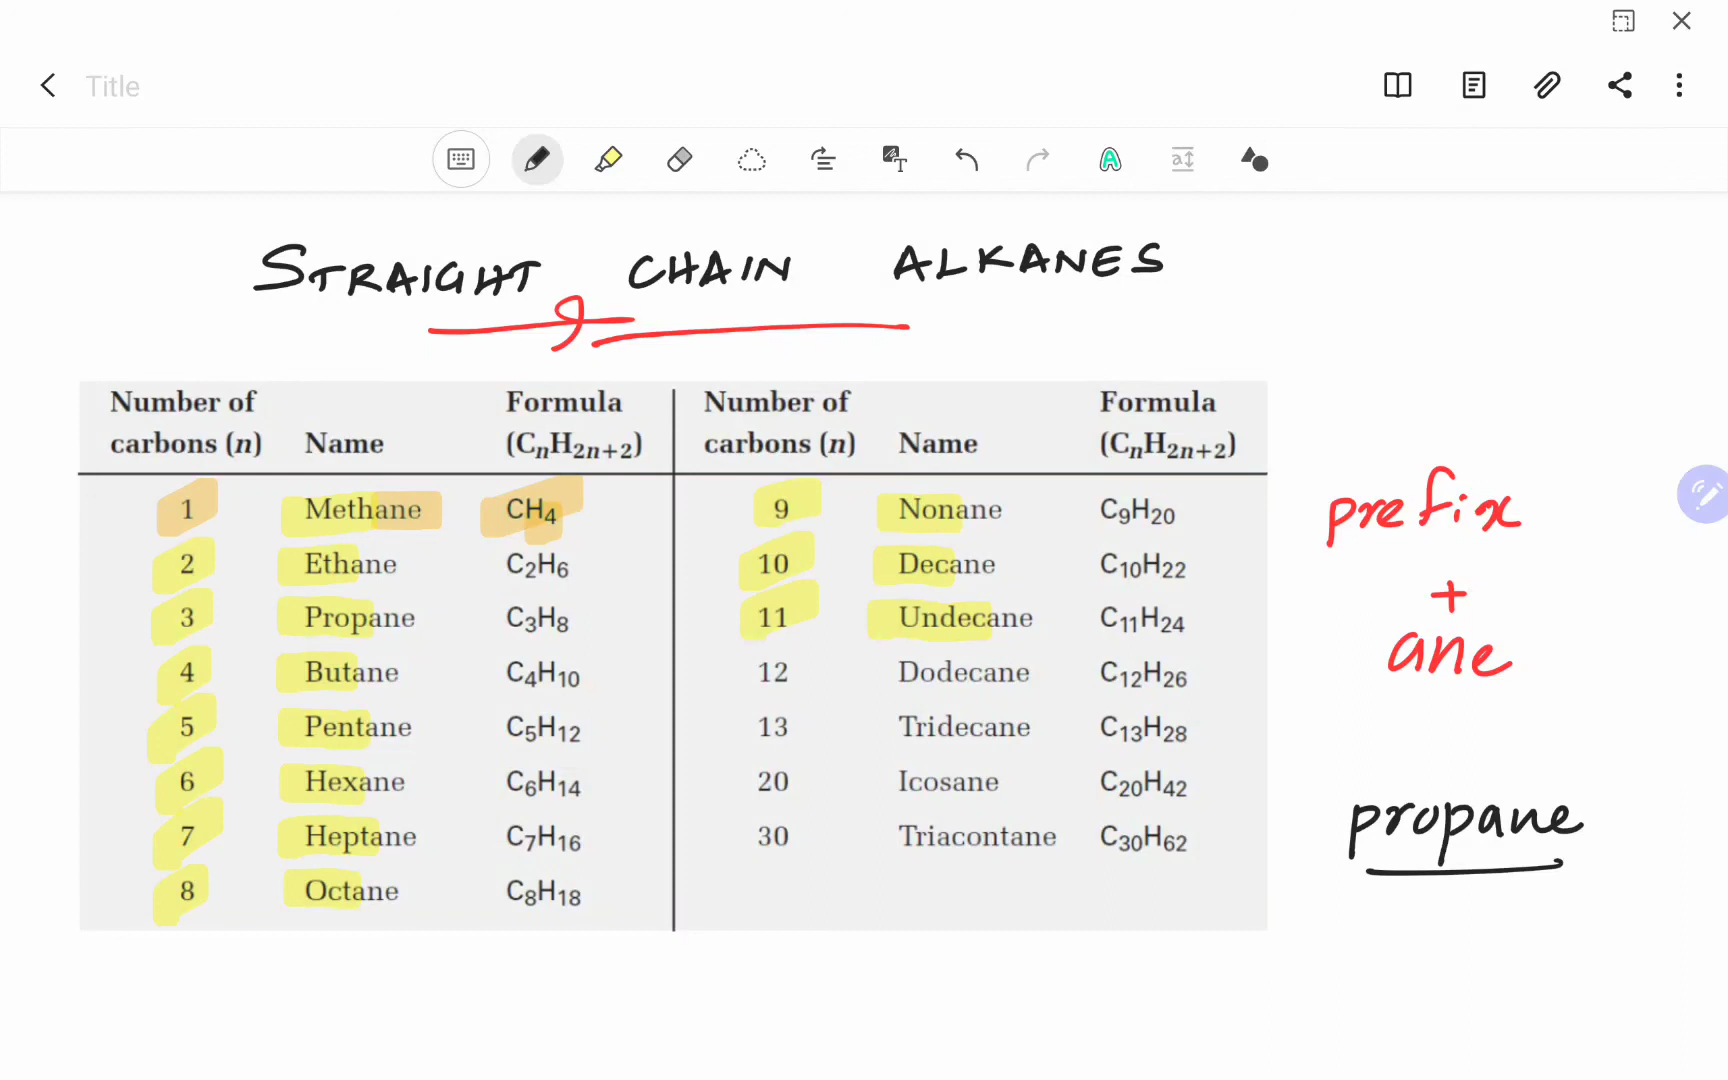 Title
STRAIGHT CHAIN ALKANES
Number of carbons (n) Name Formula (CnH2n+2) Number of carbons (n) Name Formula (CnH2n+2)
1 Methane CH4 9 Nonane C9H20
2 Ethane C2H6 10 Decane C10H22
3 Propane C3H8 11 Undecane C11H24
4 Butane C4H10 12 Dodecane C12H26
5 Pentane C5H12 13 Tridecane C13H28
6 Hexane C6H14 20 Icosane C20H42
7 Heptane C7H16 30 Triacontane C30H62
8 Octane C8H18
prefix
+
ane
propane